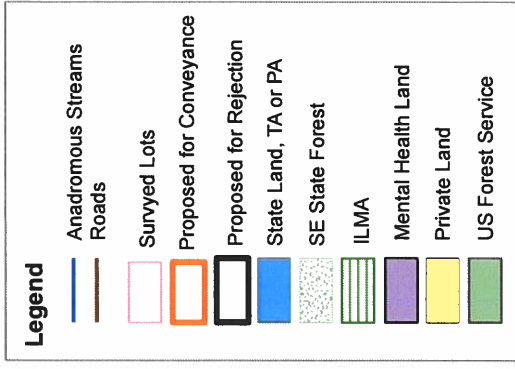 Legend
Anadromous Streams
Roads
Survyed Lots
Proposed for Conveyance
Proposed for Rejection
State Land, TA or PA
SE State Forest
ILMA
Mental Health Land
Private Land
US Forest Service